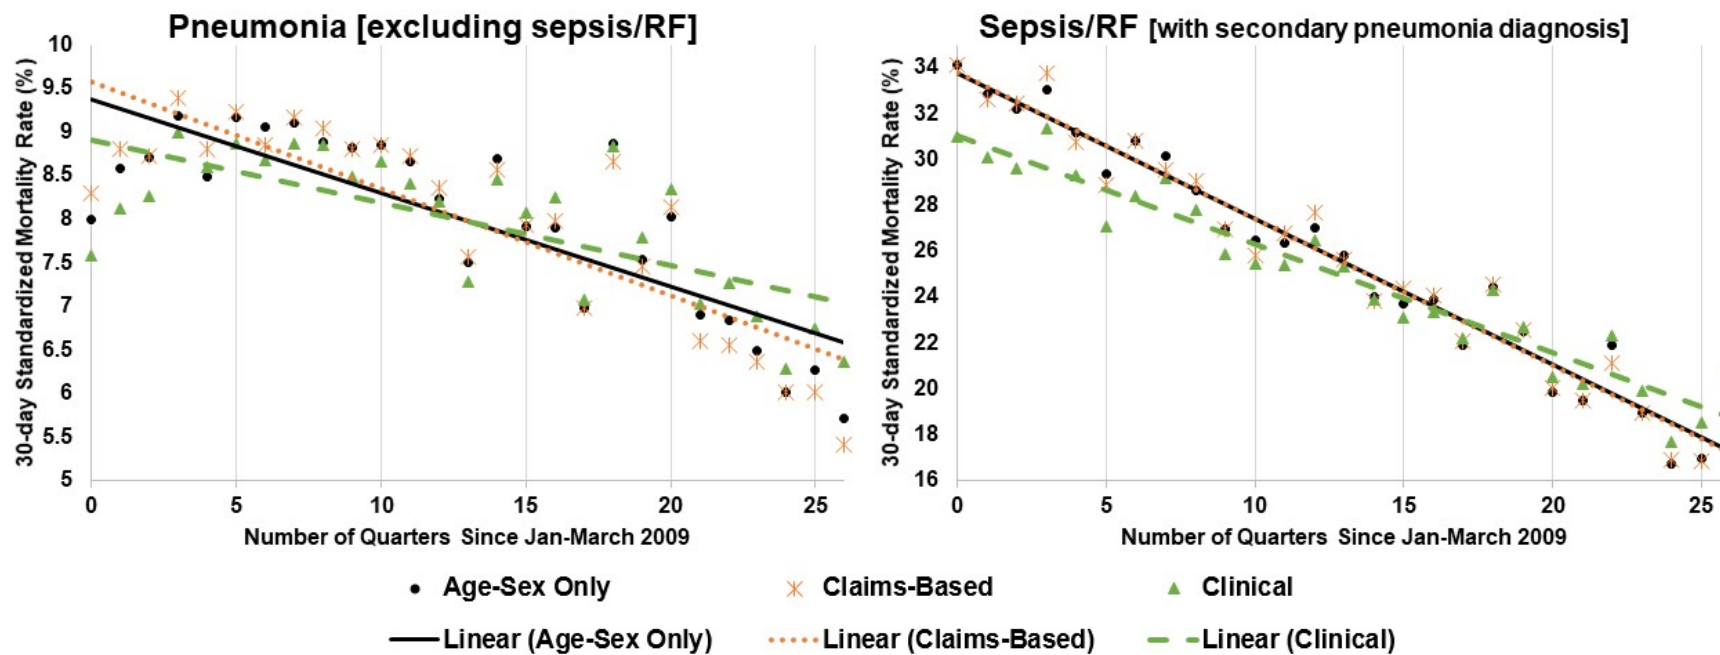 Pneumonia [excluding sepsis/RF]
30-day Standardized Mortality Rate (%)
10
9.5
9
8.5
8
7.5
7
6.5
6
5.5
5
0 5 10 15 20 25
Number of Quarters Since Jan-March 2009
Sepsis/RF [with secondary pneumonia diagnosis]
30-day Standardized Mortality Rate (%)
34
32
30
28
26
24
22
20
18
16
0 5 10 15 20 25
Number of Quarters Since Jan-March 2009
Age-Sex Only Claims-Based Clinical
Linear (Age-Sex Only) Linear (Claims-Based) Linear (Clinical)